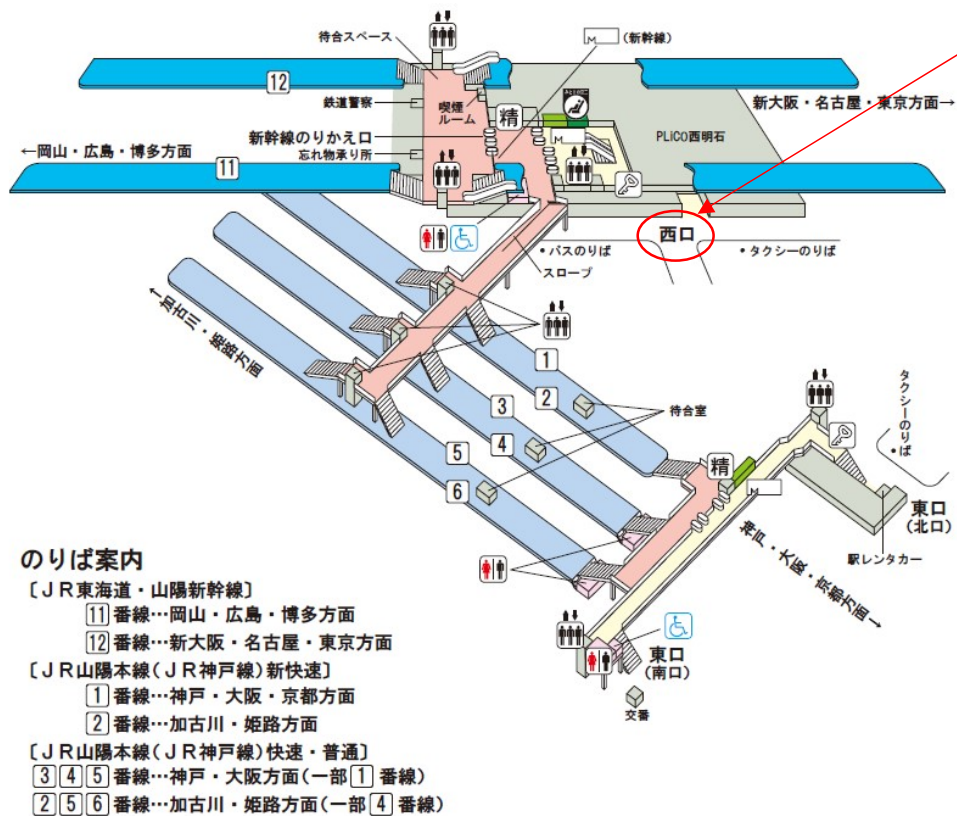 待合スペース
M (新幹線)
12
鉄道警察
喫煙
ルーム
精
新大阪・名古屋・東京方面→
新幹線のりかえ口
M
PLiCO西明石
←岡山・広島・博多方面
忘れ物承り所
11
西口
・バスのりば
・タクシーのりば
スロープ
←加古川・姫路方面
1
2
3
4
5
6
待合室
タクシーのりば
精
M
東口
(北口)
駅レンタカー
神戸・大阪・京都方面→
東口
(南口)
交番
のりば案内
〔JR東海道・山陽新幹線〕
11番線…岡山・広島・博多方面
12番線…新大阪・名古屋・東京方面
〔JR山陽本線(JR神戸線)新快速〕
1番線…神戸・大阪・京都方面
2番線…加古川・姫路方面
〔JR山陽本線(JR神戸線)快速・普通〕
3 4 5番線…神戸・大阪方面(一部1番線)
2 5 6番線…加古川・姫路方面(一部4番線)